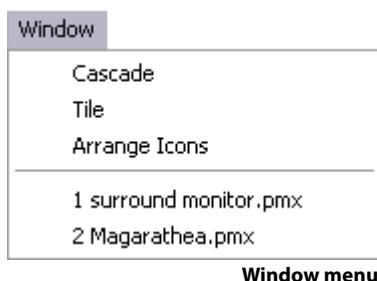 Window
Cascade
Tile
Arrange Icons
1 surround monitor.pmx
2 Magarathea.pmx
Window menu